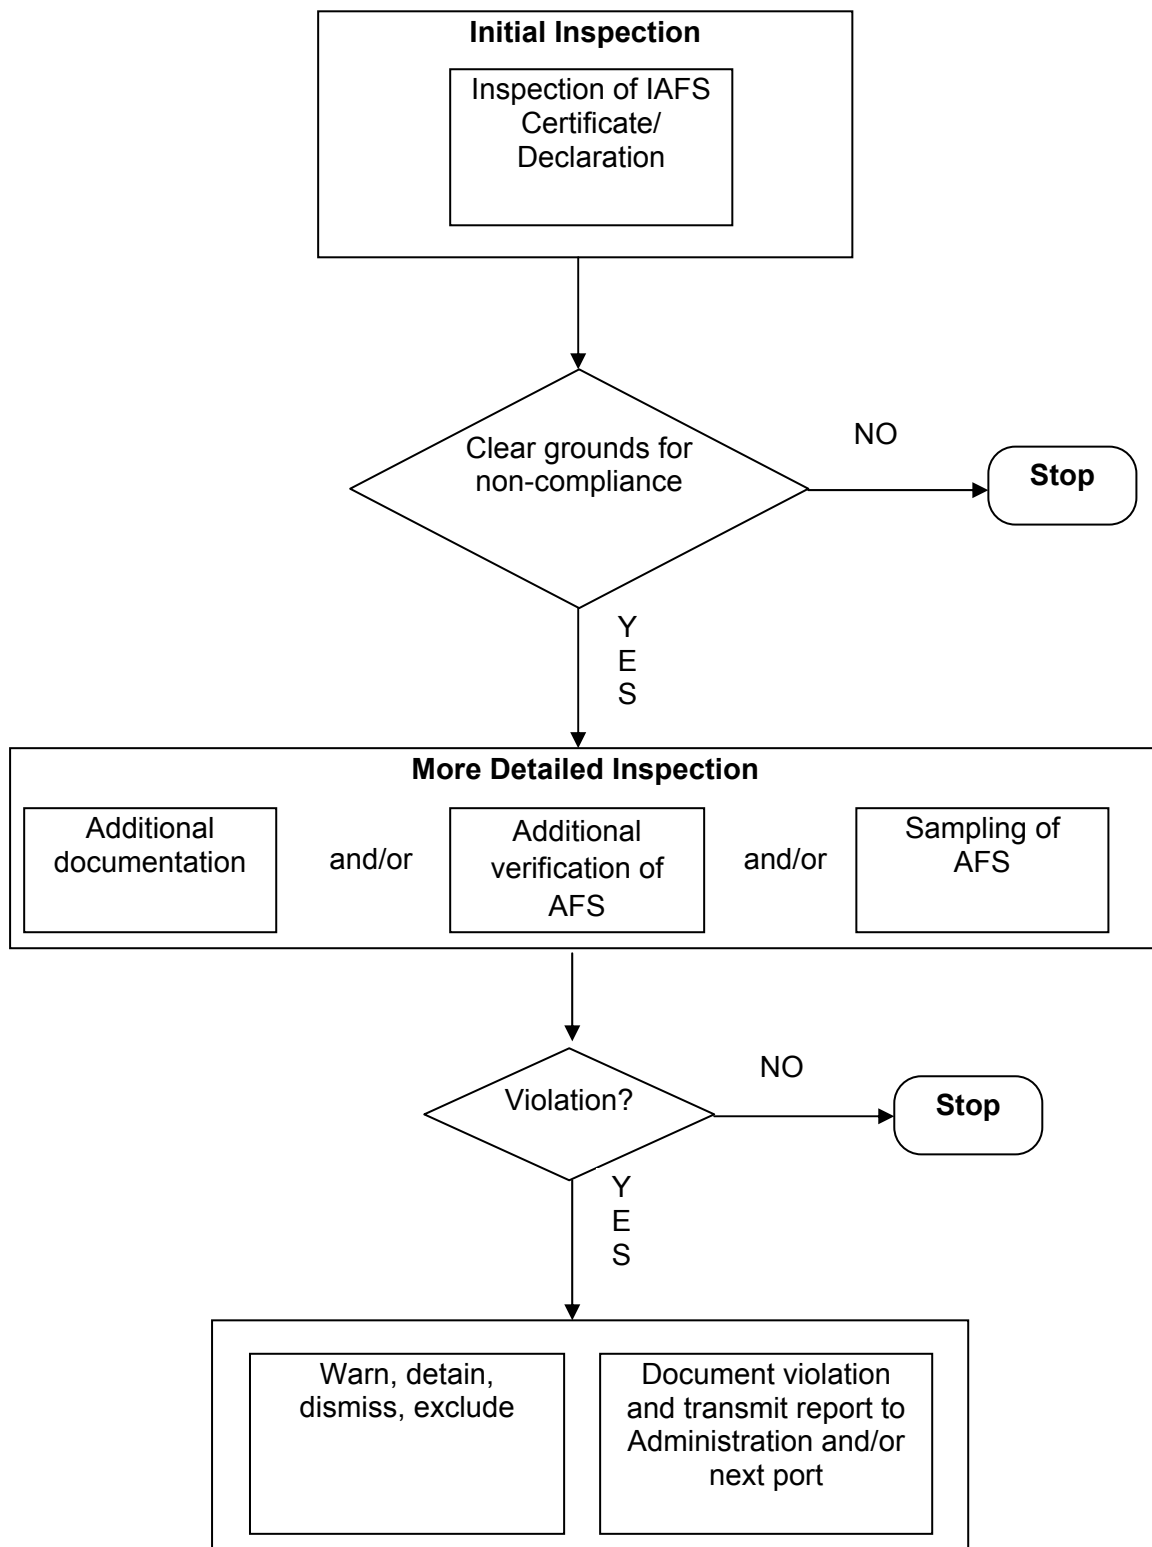 Initial Inspection
Inspection of IAFS
Certificate/
Declaration
Clear grounds for
non-compliance
NO
Stop
Y
E
S
More Detailed Inspection
Additional
documentation
and/or
Additional
verification of
AFS
and/or
Sampling of
AFS
Violation?
NO
Stop
Y
E
S
Warn, detain,
dismiss, exclude
Document violation
and transmit report to
Administration and/or
next port